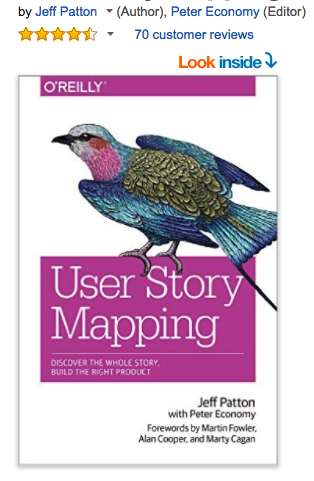 by Jeff Patton (Author), Peter Economy (Editor)
70 customer reviews
Look inside
O'REILLY®
User Story
Mapping
DISCOVER THE WHOLE STORY,
BUILD THE RIGHT PRODUCT
Jeff Patton
with Peter Economy
Forewords by Martin Fowler,
Alan Cooper, and Marty Cagan